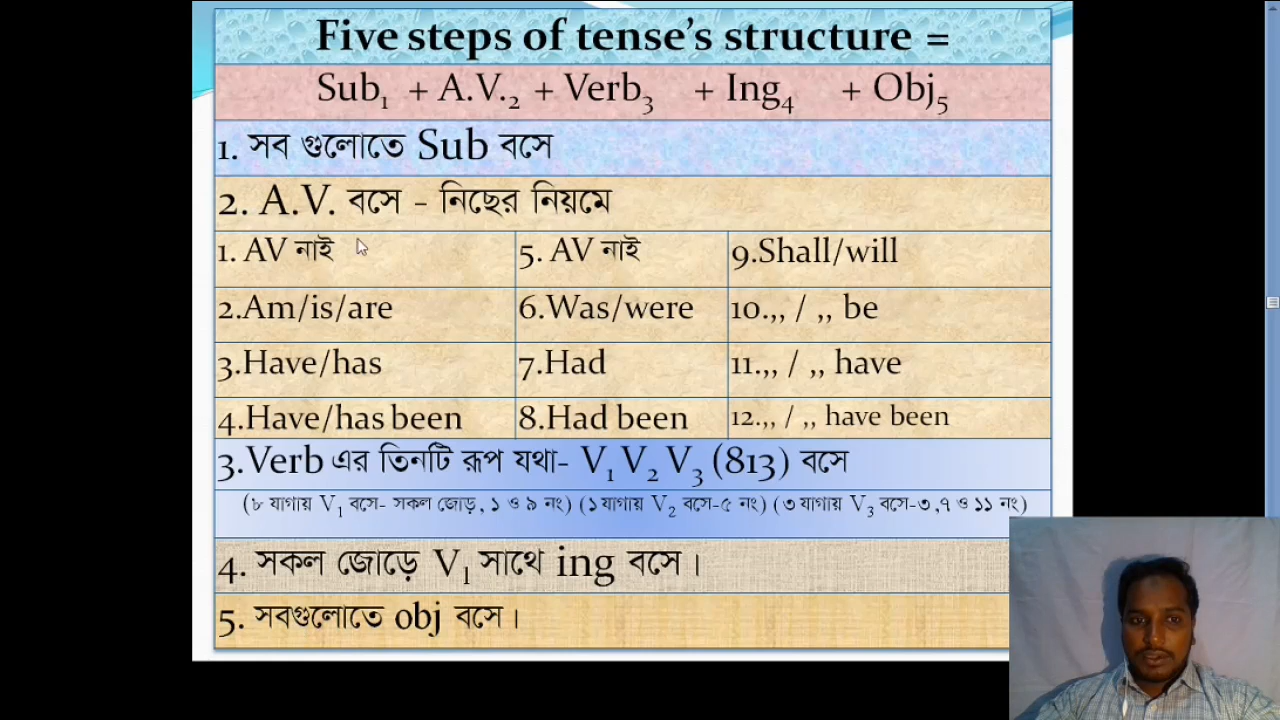 Five steps of tense's structure =
Sub1 + A.V.2 + Verb3 + Ing4 + Obj5
1. সব গুলোতে Sub বসে
2. A.V. বসে - নিছের নিয়মে
1. AV নাই 5. AV নাই 9.Shall/will
2.Am/is/are 6.Was/were 10.,, / ,, be
3.Have/has 7.Had 11.,, / ,, have
4.Have/has been 8.Had been 12.,, / ,, have been
3.Verb এর তিনটি রূপ যথা- V1 V2 V3 (813) বসে
(৮ যাগায় V1 বসে- সকল জোড়, ১ ও ৯ নং) (১ যাগায় V2 বসে-৫ নং) (৩ যাগায় V3 বসে-৩,৭ ও ১১ নং)
4. সকল জোড়ে V1 সাথে ing বসে।
5. সবগুলোতে obj বসে।